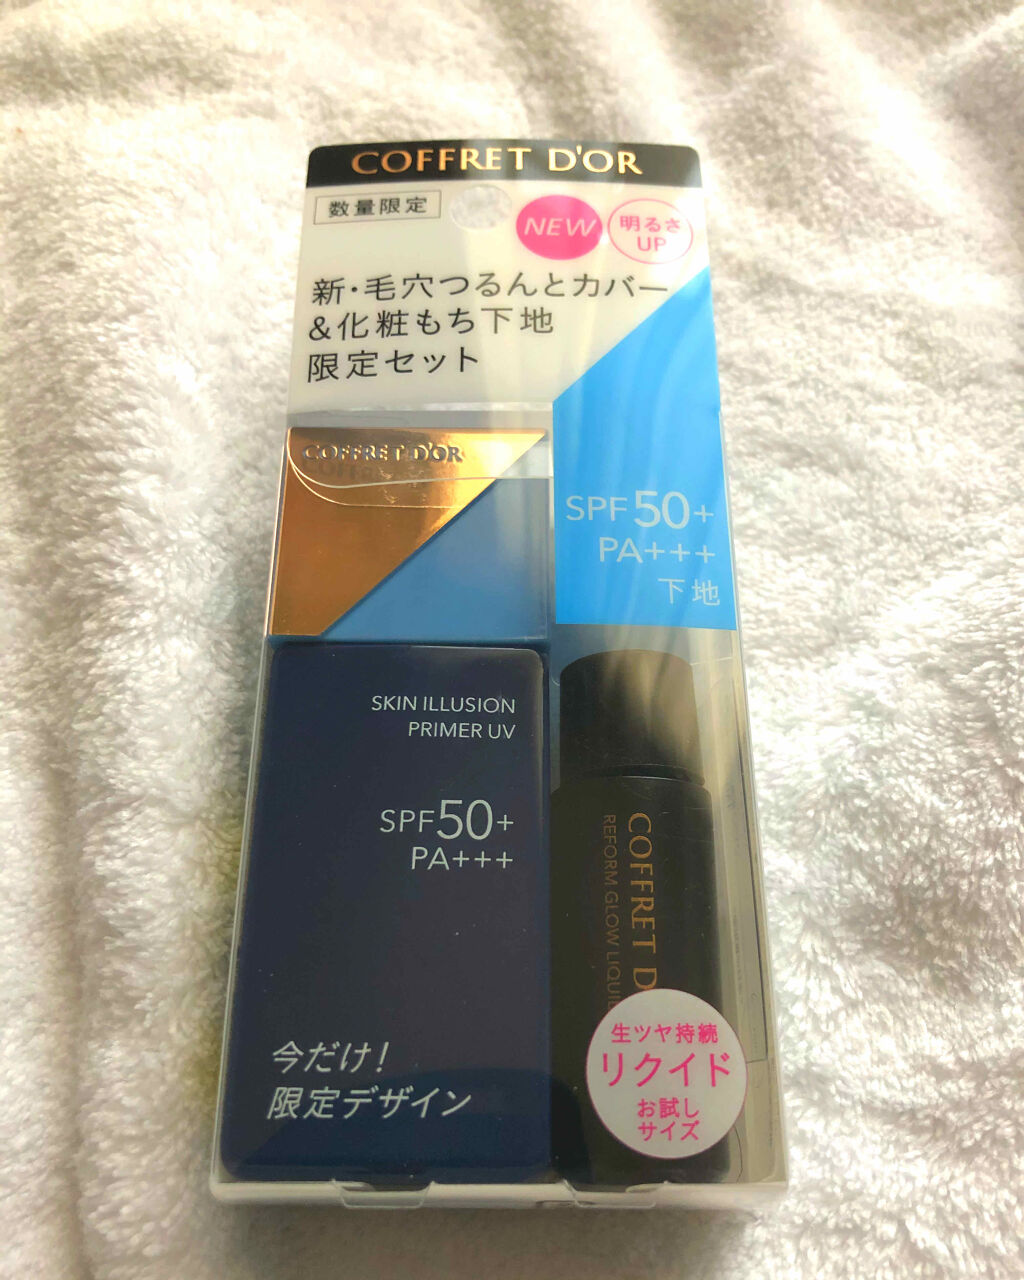 COFFRET D'OR
数量限定
NEW
明るさ
UP
新・毛穴つるんとカバー
&化粧もち下地
限定セット
COFFRET D'OR
SPF50+
PA+++
下地
SKIN ILLUSION
PRIMER UV
SPF50+
PA+++
今だけ!
限定デザイン
COFFRET
REFORM GLOW
生ツヤ持続
リクイド
お試し
サイズ